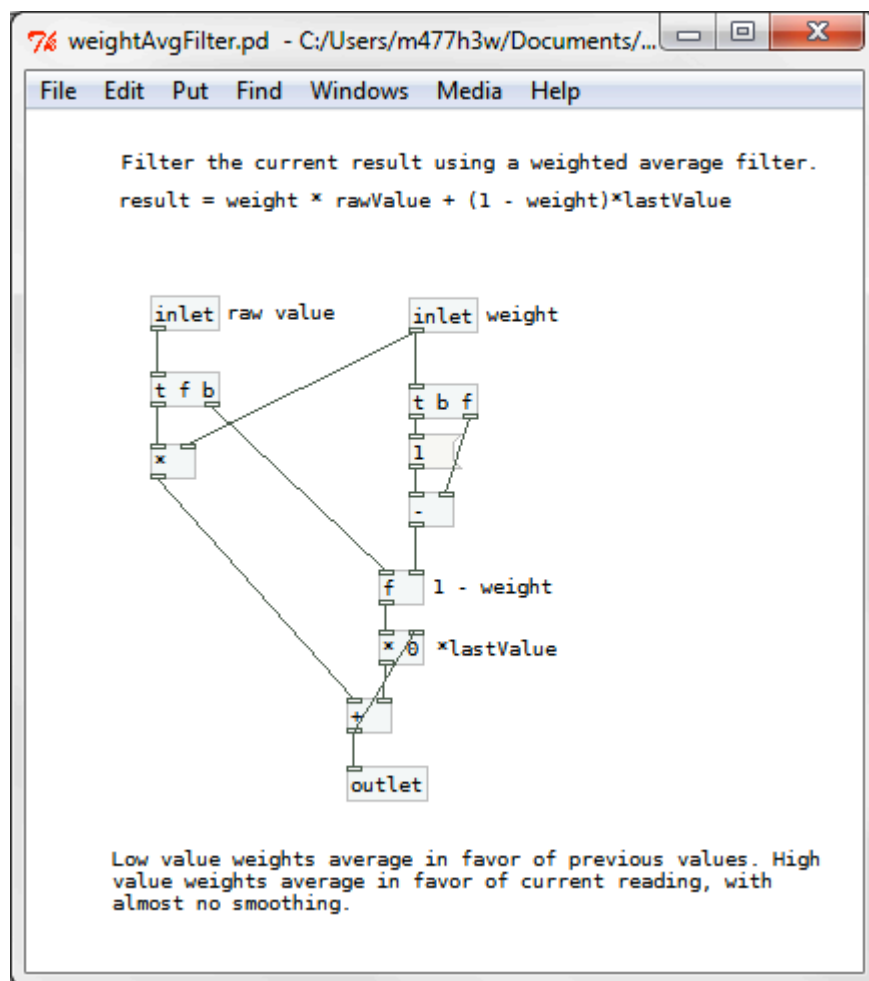 weightAvgFilter.pd - C:/Users/m477h3w/Documents/...
File Edit Put Find Windows Media Help
Filter the current result using a weighted average filter.
result = weight * rawValue + (1 - weight)*lastValue
inlet raw value inlet weight
t f b
t b f
*
1
-
f 1 - weight
* 0 *lastValue
+
outlet
Low value weights average in favor of previous values. High
value weights average in favor of current reading, with
almost no smoothing.